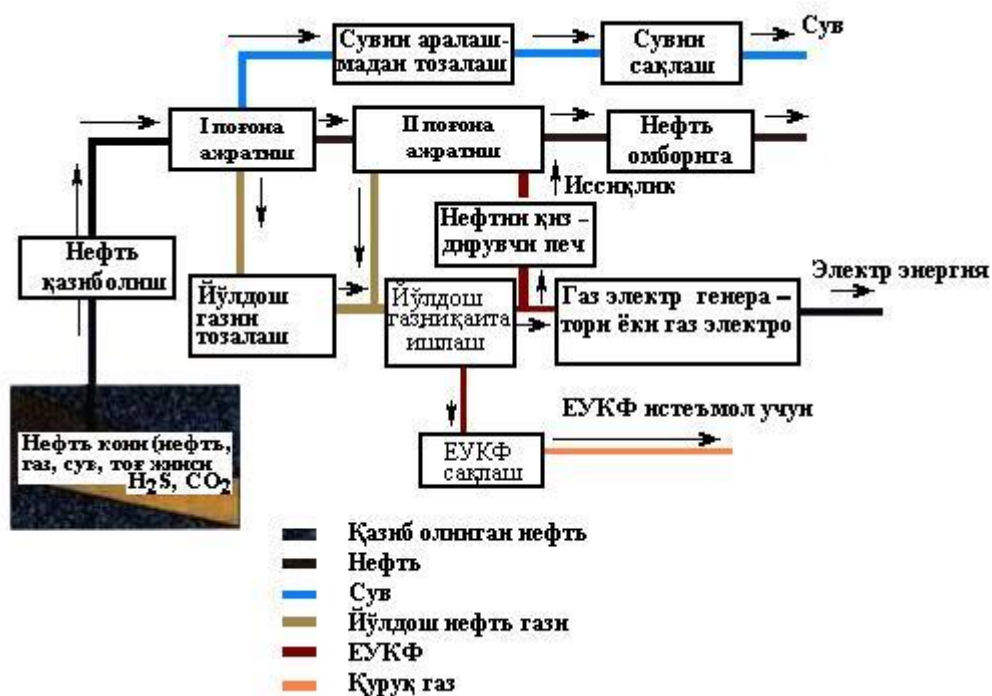 Сувни аралаш-
мадан тозалаш
Сувни
сақлаш
Сув
I поғона
ажратиш
II поғона
ажратиш
Нефть
омборига
Иссиқлик
Нефтни қиз –
дирувчи печ
Нефть
қазиболиш
Электр энергия
Йўлдош
газни
тозалаш
Йўлдош
газниқаита
ишлаш
Газ электр генера –
тори ёки газ электро
ЕУКФ истеъмол учун
Нефть кони (нефть,
газ, сув, тоғ жинси
H₂S, CO₂
ЕУКФ
сақлаш
Қазиб олинган нефть
Нефть
Сув
Йўлдош нефть гази
ЕУКФ
Қуруқ газ